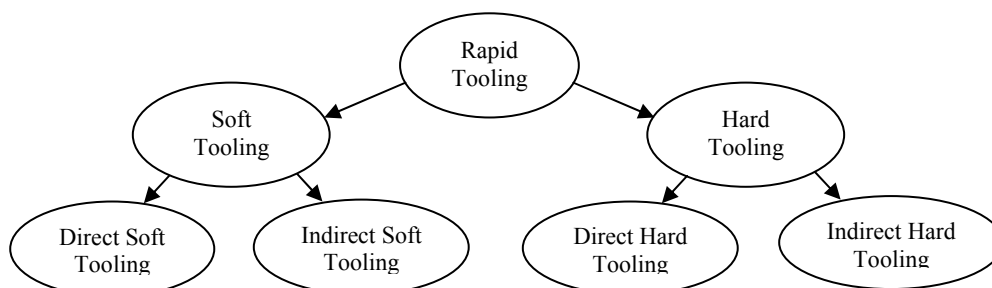 Rapid
Tooling
Soft
Tooling
Hard
Tooling
Direct Soft
Tooling
Indirect Soft
Tooling
Direct Hard
Tooling
Indirect Hard
Tooling